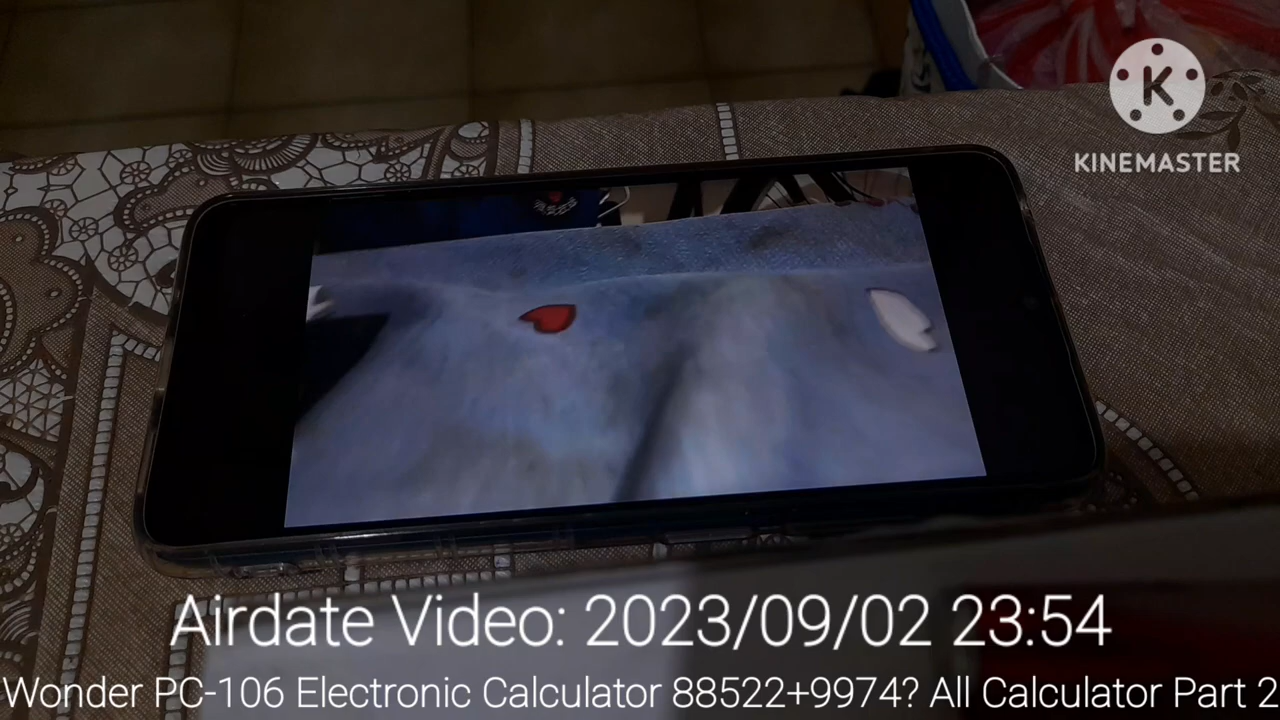 K
KINEMASTER
Airdate Video: 2023/09/02 23:54
Wonder PC-106 Electronic Calculator 88522+9974? All Calculator Part 2